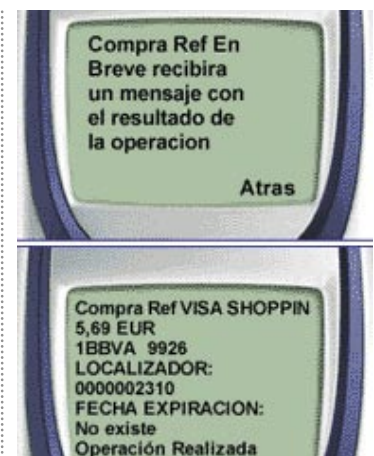 Compra Ref En
Breve recibira
un mensaje con
el resultado de
la operacion
Atras
Compra Ref VISA SHOPPIN
5,69 EUR
1BBVA 9926
LOCALIZADOR:
0000002310
FECHA EXPIRACION:
No existe
Operación Realizada